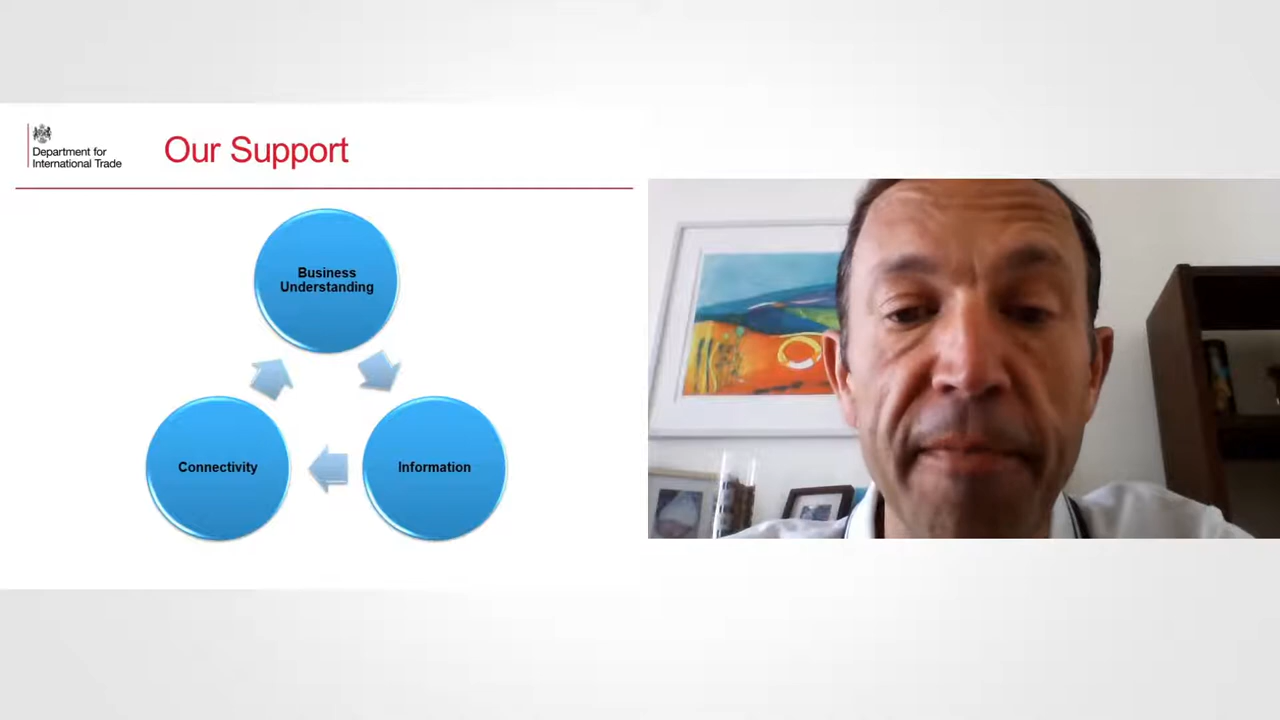 Department for
International Trade
Our Support
Business
Understanding
Connectivity
Information